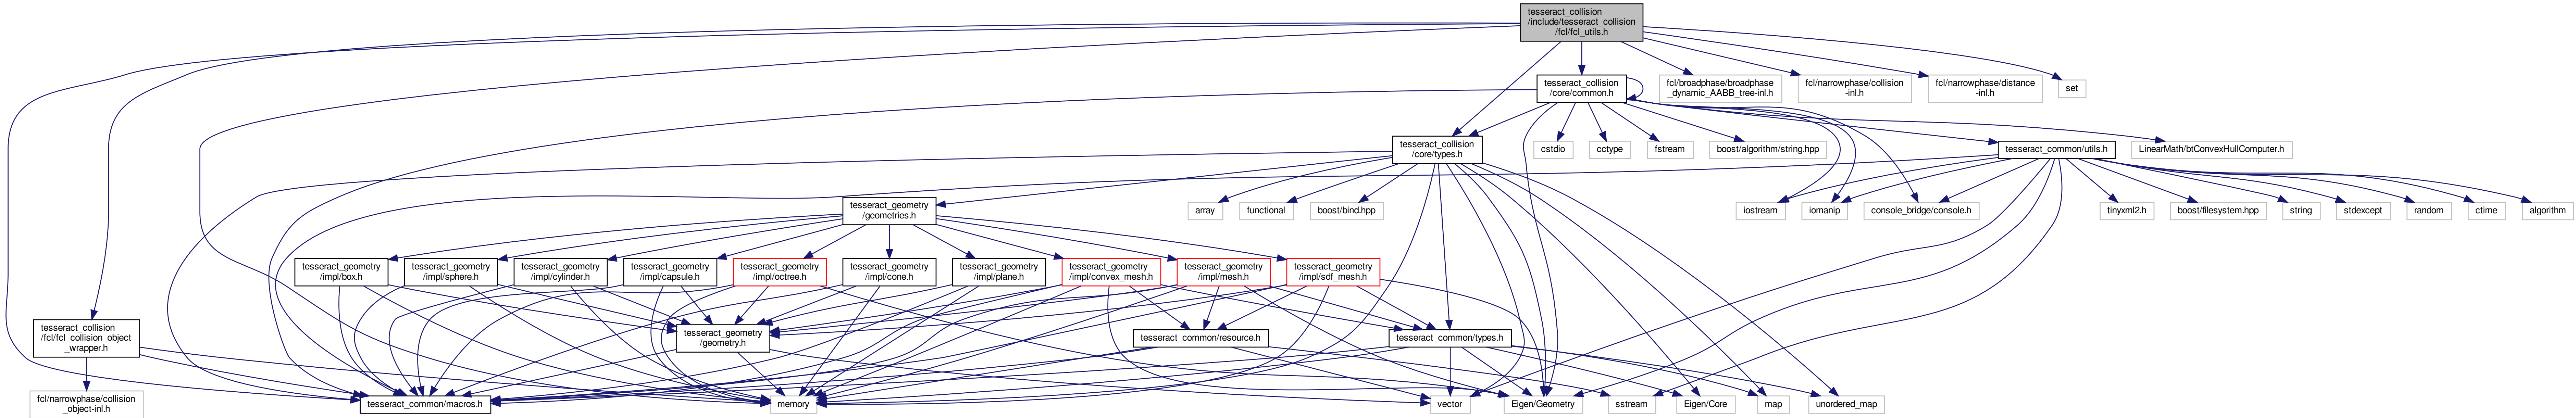 tesseract_collision
/include/tesseract_collision
/fcl/fcl_utils.h
tesseract_collision
/core/common.h
fcl/broadphase/broadphase
_dynamic_AABB_tree-inl.h
fcl/narrowphase/collision
-inl.h
fcl/narrowphase/distance
-inl.h
set
tesseract_collision
/core/types.h
cstdio
cctype
fstream
boost/algorithm/string.hpp
tesseract_common/utils.h
LinearMath/btConvexHullComputer.h
tesseract_geometry
/geometries.h
array
functional
boost/bind.hpp
iostream
iomanip
console_bridge/console.h
tinyxml2.h
boost/filesystem.hpp
string
stdexcept
random
ctime
algorithm
tesseract_geometry
/impl/box.h
tesseract_geometry
/impl/sphere.h
tesseract_geometry
/impl/cylinder.h
tesseract_geometry
/impl/capsule.h
tesseract_geometry
/impl/octree.h
tesseract_geometry
/impl/cone.h
tesseract_geometry
/impl/plane.h
tesseract_geometry
/impl/convex_mesh.h
tesseract_geometry
/impl/mesh.h
tesseract_geometry
/impl/sdf_mesh.h
tesseract_collision
/fcl/fcl_collision_object
_wrapper.h
tesseract_geometry
/geometry.h
tesseract_common/resource.h
tesseract_common/types.h
fcl/narrowphase/collision
_object-inl.h
tesseract_common/macros.h
memory
vector
Eigen/Geometry
sstream
Eigen/Core
map
unordered_map